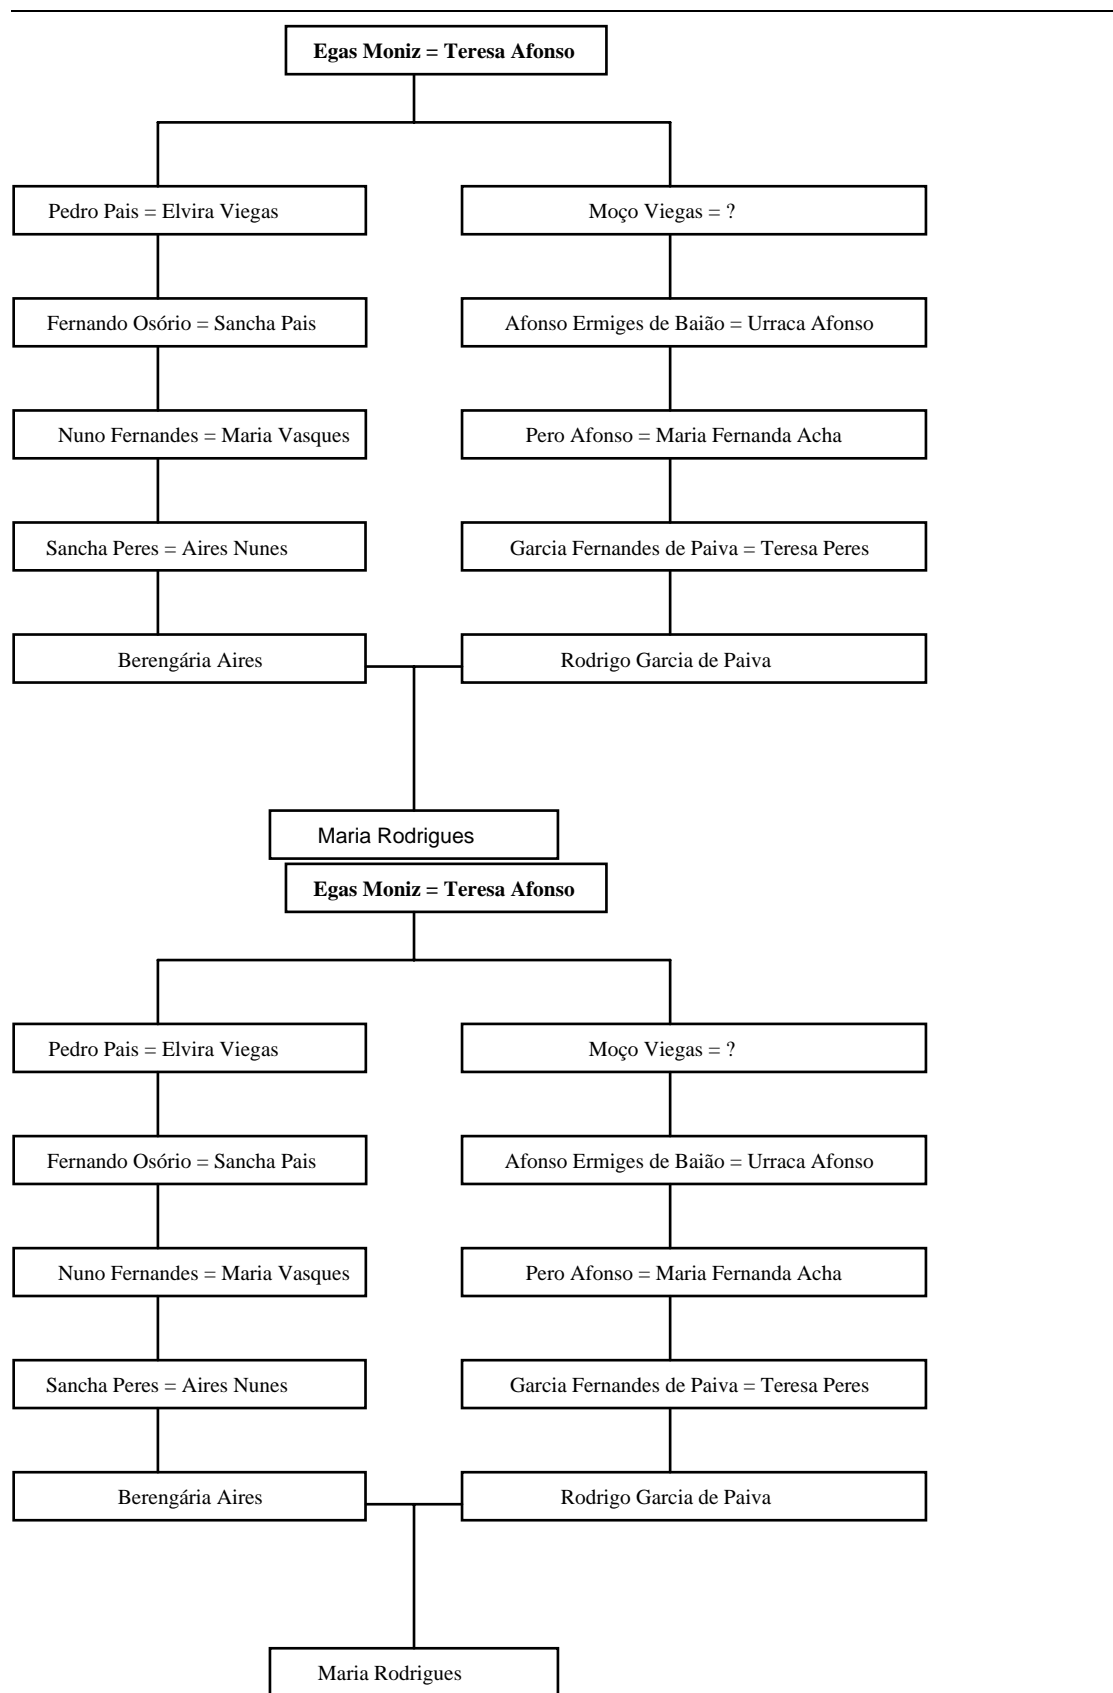 Egas Moniz = Teresa Afonso
Pedro Pais = Elvira Viegas
Moço Viegas = ?
Fernando Osório = Sancha Pais
Afonso Ermiges de Baião = Urraca Afonso
Nuno Fernandes = Maria Vasques
Pero Afonso = Maria Fernanda Acha
Sancha Peres = Aires Nunes
Garcia Fernandes de Paiva = Teresa Peres
Berengária Aires
Rodrigo Garcia de Paiva
Maria Rodrigues
Egas Moniz = Teresa Afonso
Pedro Pais = Elvira Viegas
Moço Viegas = ?
Fernando Osório = Sancha Pais
Afonso Ermiges de Baião = Urraca Afonso
Nuno Fernandes = Maria Vasques
Pero Afonso = Maria Fernanda Acha
Sancha Peres = Aires Nunes
Garcia Fernandes de Paiva = Teresa Peres
Berengária Aires
Rodrigo Garcia de Paiva
Maria Rodrigues